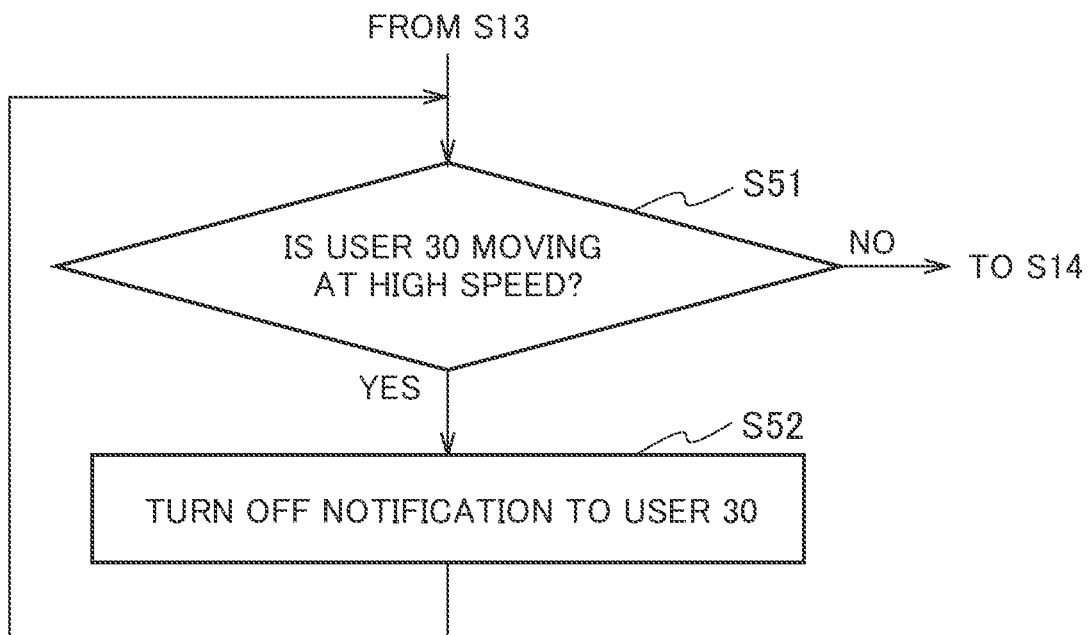 FROM S13
S51
IS USER 30 MOVING
AT HIGH SPEED?
NO
TO S14
YES
S52
TURN OFF NOTIFICATION TO USER 30